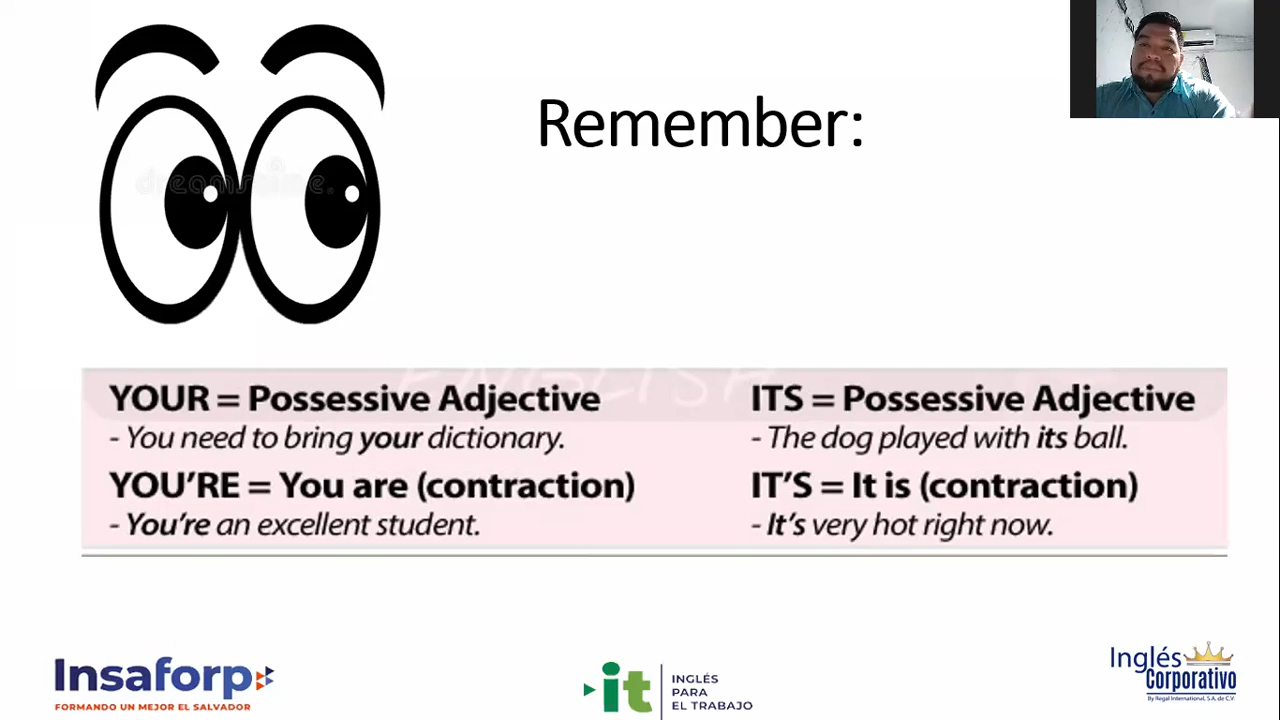 Remember:
dreamstime.
ENGLISH
YOUR = Possessive Adjective
- You need to bring your dictionary.
YOU'RE = You are (contraction)
- You're an excellent student.
ITS = Possessive Adjective
- The dog played with its ball.
IT'S = It is (contraction)
- It's very hot right now.
Insaforp
FORMANDO UN MEJOR EL SALVADOR
it
INGLÉS
PARA
EL TRABAJO
Inglés
Corporativo
By Regal International, S.A. de C.V.